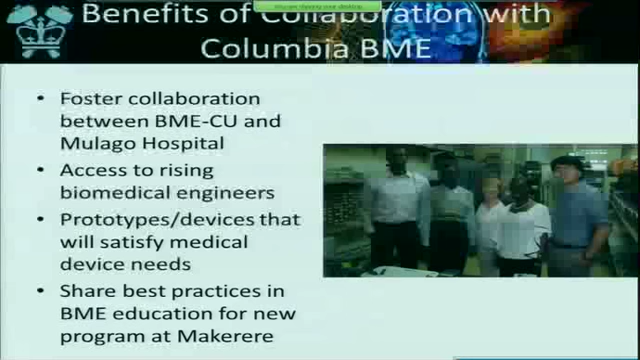 Benefits of Collaboration with
Columbia BME
• Foster collaboration
between BME-CU and
Mulago Hospital
• Access to rising
biomedical engineers
• Prototypes/devices that
will satisfy medical
device needs
• Share best practices in
BME education for new
program at Makerere